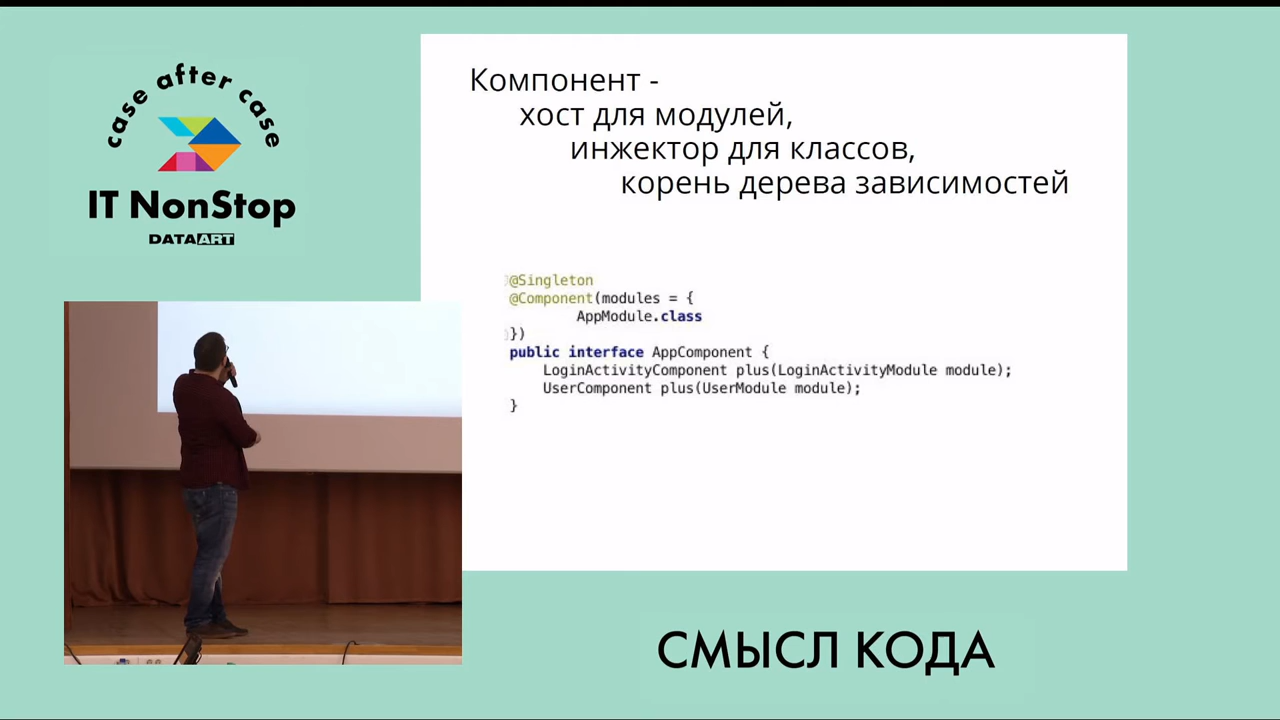 case after case
IT NonStop
DATAART
Компонент -
хост для модулей,
инжектор для классов,
корень дерева зависимостей
@Singleton
@Component(modules = {
AppModule.class
})
public interface AppComponent {
LoginActivityComponent plus(LoginActivityModule module);
UserComponent plus(UserModule module);
}
СМЫСЛ КОДА